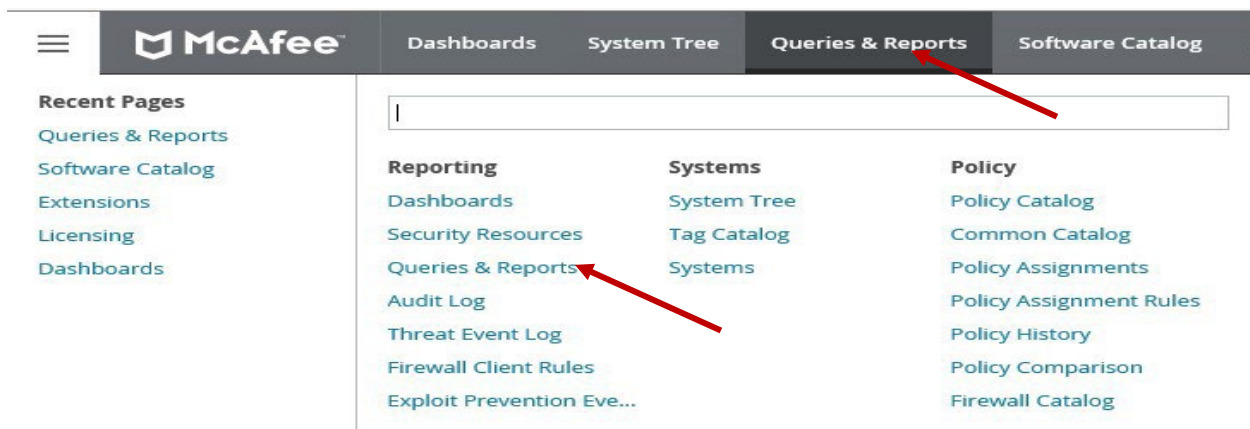 McAfee™ Dashboards System Tree Queries & Reports Software Catalog
Recent Pages
Queries & Reports
Software Catalog
Extensions
Licensing
Dashboards
Reporting
Dashboards
Security Resources
Queries & Reports
Audit Log
Threat Event Log
Firewall Client Rules
Exploit Prevention Eve...
Systems
System Tree
Tag Catalog
Systems
Policy
Policy Catalog
Common Catalog
Policy Assignments
Policy Assignment Rules
Policy History
Policy Comparison
Firewall Catalog